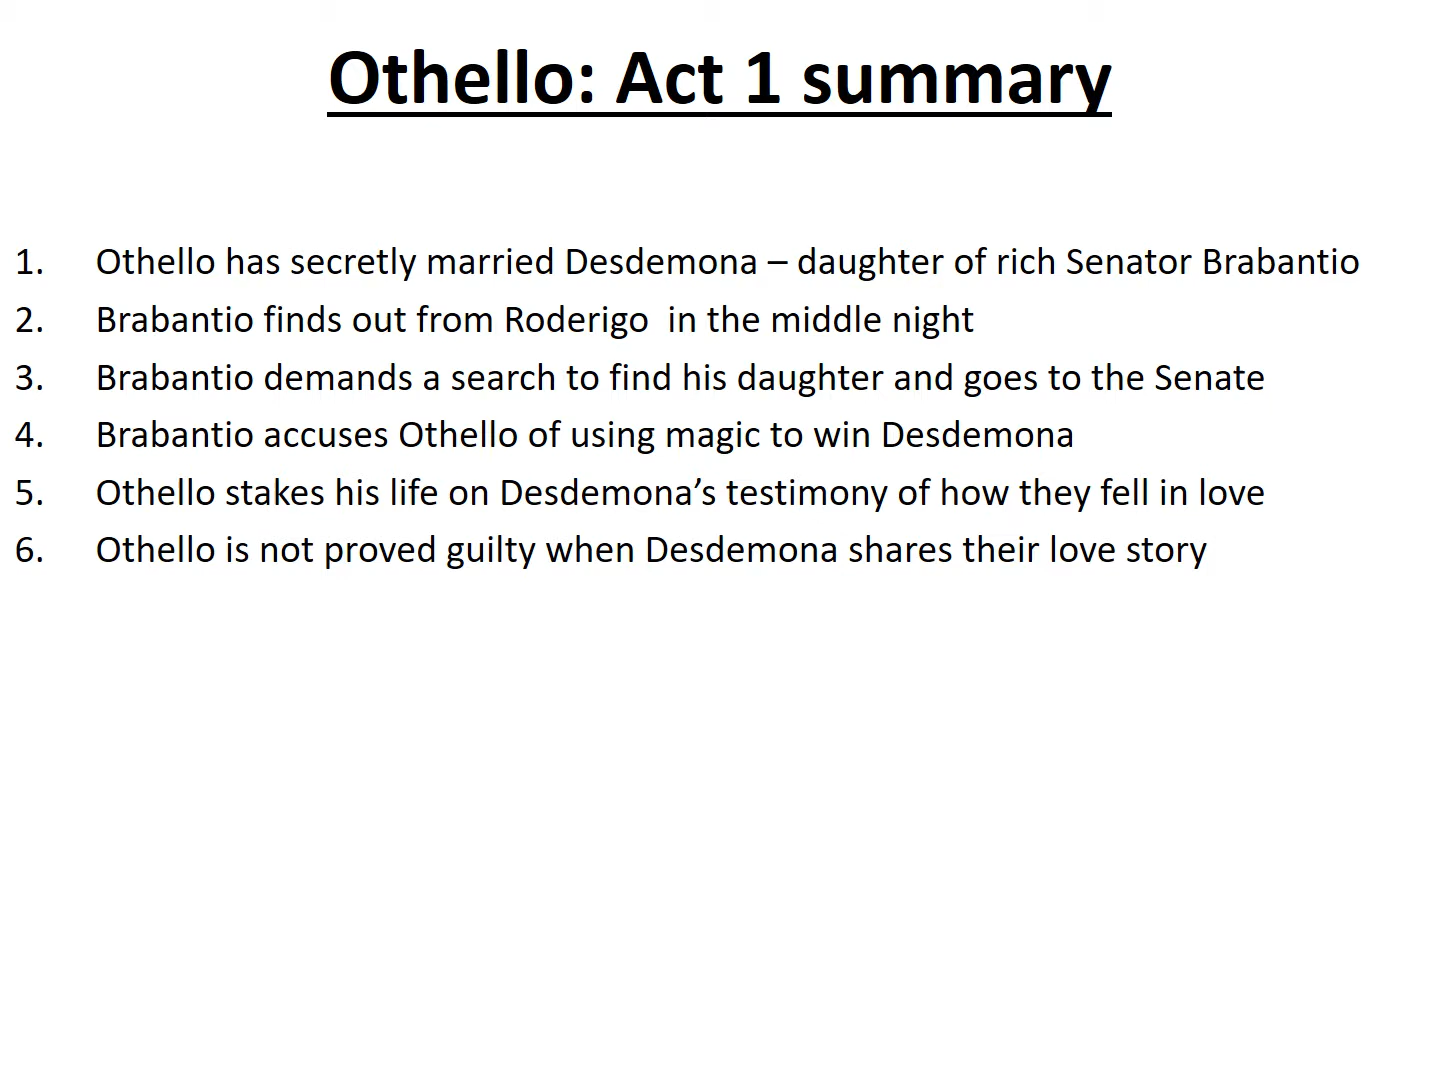 Othello: Act 1 summary
1. Othello has secretly married Desdemona – daughter of rich Senator Brabantio
2. Brabantio finds out from Roderigo  in the middle night
3. Brabantio demands a search to find his daughter and goes to the Senate
4. Brabantio accuses Othello of using magic to win Desdemona
5. Othello stakes his life on Desdemona’s testimony of how they fell in love
6. Othello is not proved guilty when Desdemona shares their love story